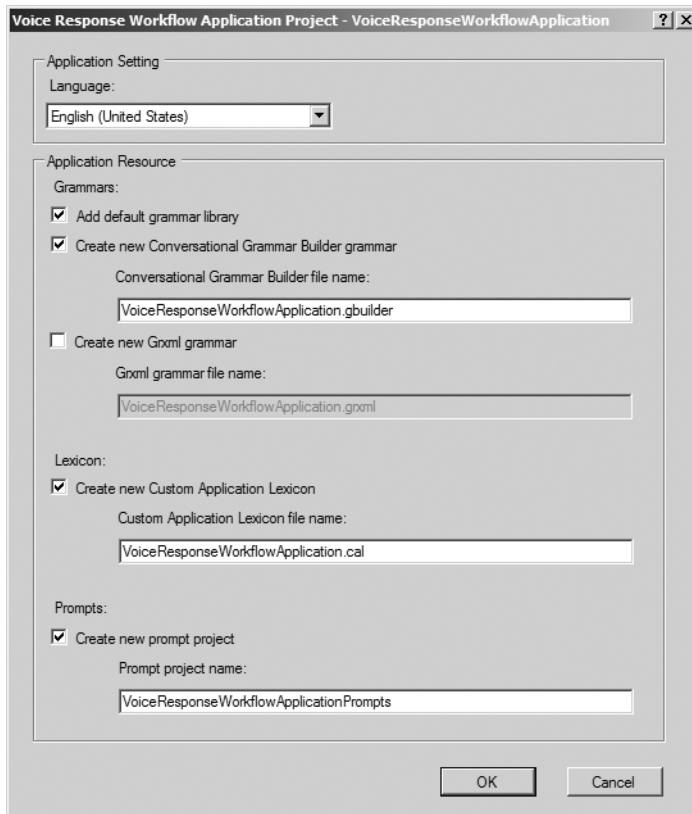 Voice Response Workflow Application Project - VoiceResponseWorkflowApplication
Application Setting
Language:
English (United States)
Application Resource
Grammars:
Add default grammar library
Create new Conversational Grammar Builder grammar
Conversational Grammar Builder file name:
VoiceResponseWorkflowApplication.gbuilder
Create new Grxml grammar
Grxml grammar file name:
VoiceResponseWorkflowApplication.grxml
Lexicon:
Create new Custom Application Lexicon
Custom Application Lexicon file name:
VoiceResponseWorkflowApplication.cal
Prompts:
Create new prompt project
Prompt project name:
VoiceResponseWorkflowApplicationPrompts
OK Cancel